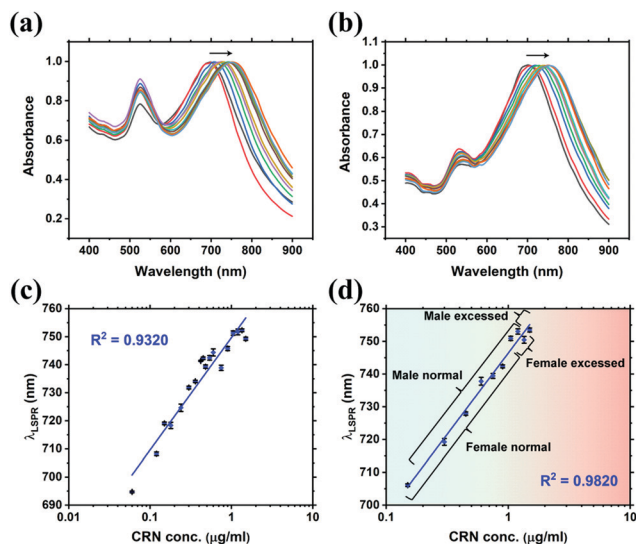 (a)
1.0
0.8
0.6
0.4
0.2
Absorbance
400 500 600 700 800 900
Wavelength (nm)
(b)
1.0
0.9
0.8
0.7
0.6
0.5
0.4
0.3
Absorbance
400 500 600 700 800 900
Wavelength (nm)
(c)
760
750
740
730
720
710
700
690
λLSPR (nm)
R² = 0.9320
0.01 0.1 1 10
CRN conc. (μg/ml)
(d)
760
750
740
730
720
710
700
λLSPR (nm)
Male excessed
Male normal
Female excessed
Female normal
R² = 0.9820
0.1 1 10
CRN conc. (μg/ml)